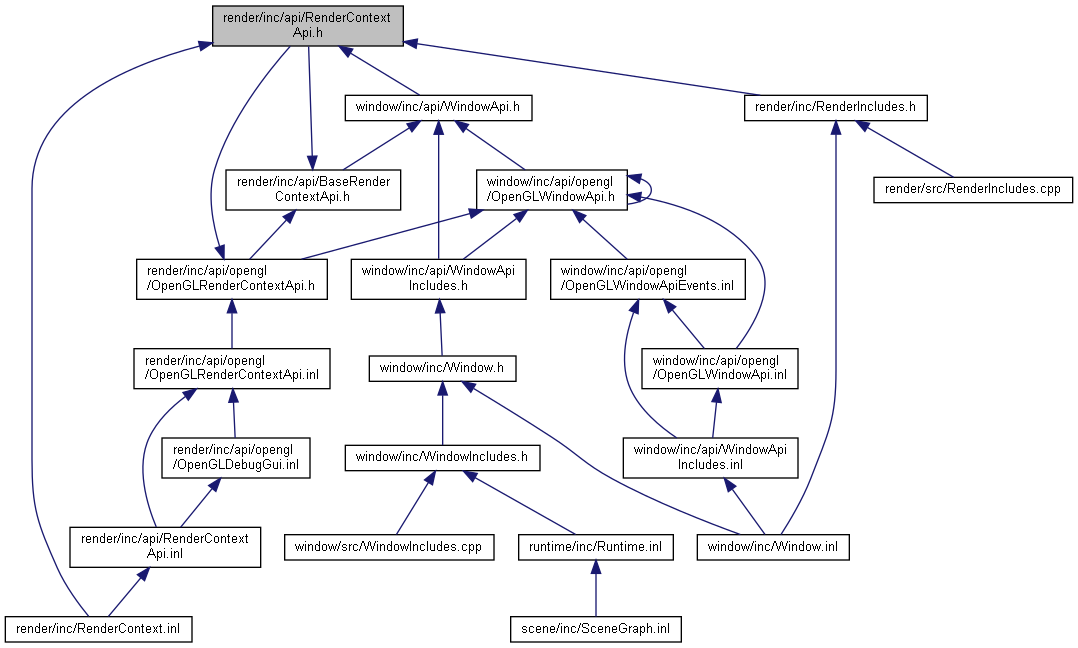 render/inc/api/RenderContext
Api.h
window/inc/api/WindowApi.h
render/inc/RenderIncludes.h
render/inc/api/BaseRender
ContextApi.h
window/inc/api/opengl
/OpenGLWindowApi.h
render/src/RenderIncludes.cpp
render/inc/api/opengl
/OpenGLRenderContextApi.h
window/inc/api/WindowApi
Includes.h
window/inc/api/opengl
/OpenGLWindowApiEvents.inl
render/inc/api/opengl
/OpenGLRenderContextApi.inl
window/inc/Window.h
window/inc/api/opengl
/OpenGLWindowApi.inl
render/inc/api/opengl
/OpenGLDebugGui.inl
window/inc/WindowIncludes.h
window/inc/api/WindowApi
Includes.inl
render/inc/api/RenderContext
Api.inl
window/src/WindowIncludes.cpp
runtime/inc/Runtime.inl
window/inc/Window.inl
render/inc/RenderContext.inl
scene/inc/SceneGraph.inl